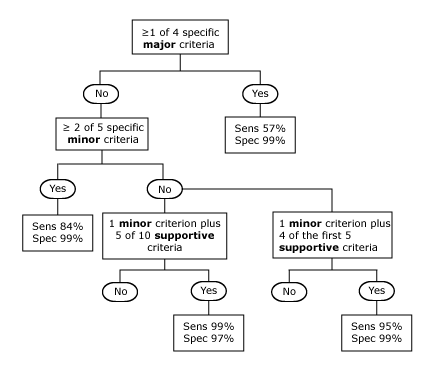 ≥1 of 4 specific
major criteria
No
Yes
≥ 2 of 5 specific
minor criteria
Sens 57%
Spec 99%
Yes
No
Sens 84%
Spec 99%
1 minor criterion plus
5 of 10 supportive
criteria
1 minor criterion plus
4 of the first 5
supportive criteria
No
Yes
No
Yes
Sens 99%
Spec 97%
Sens 95%
Spec 99%